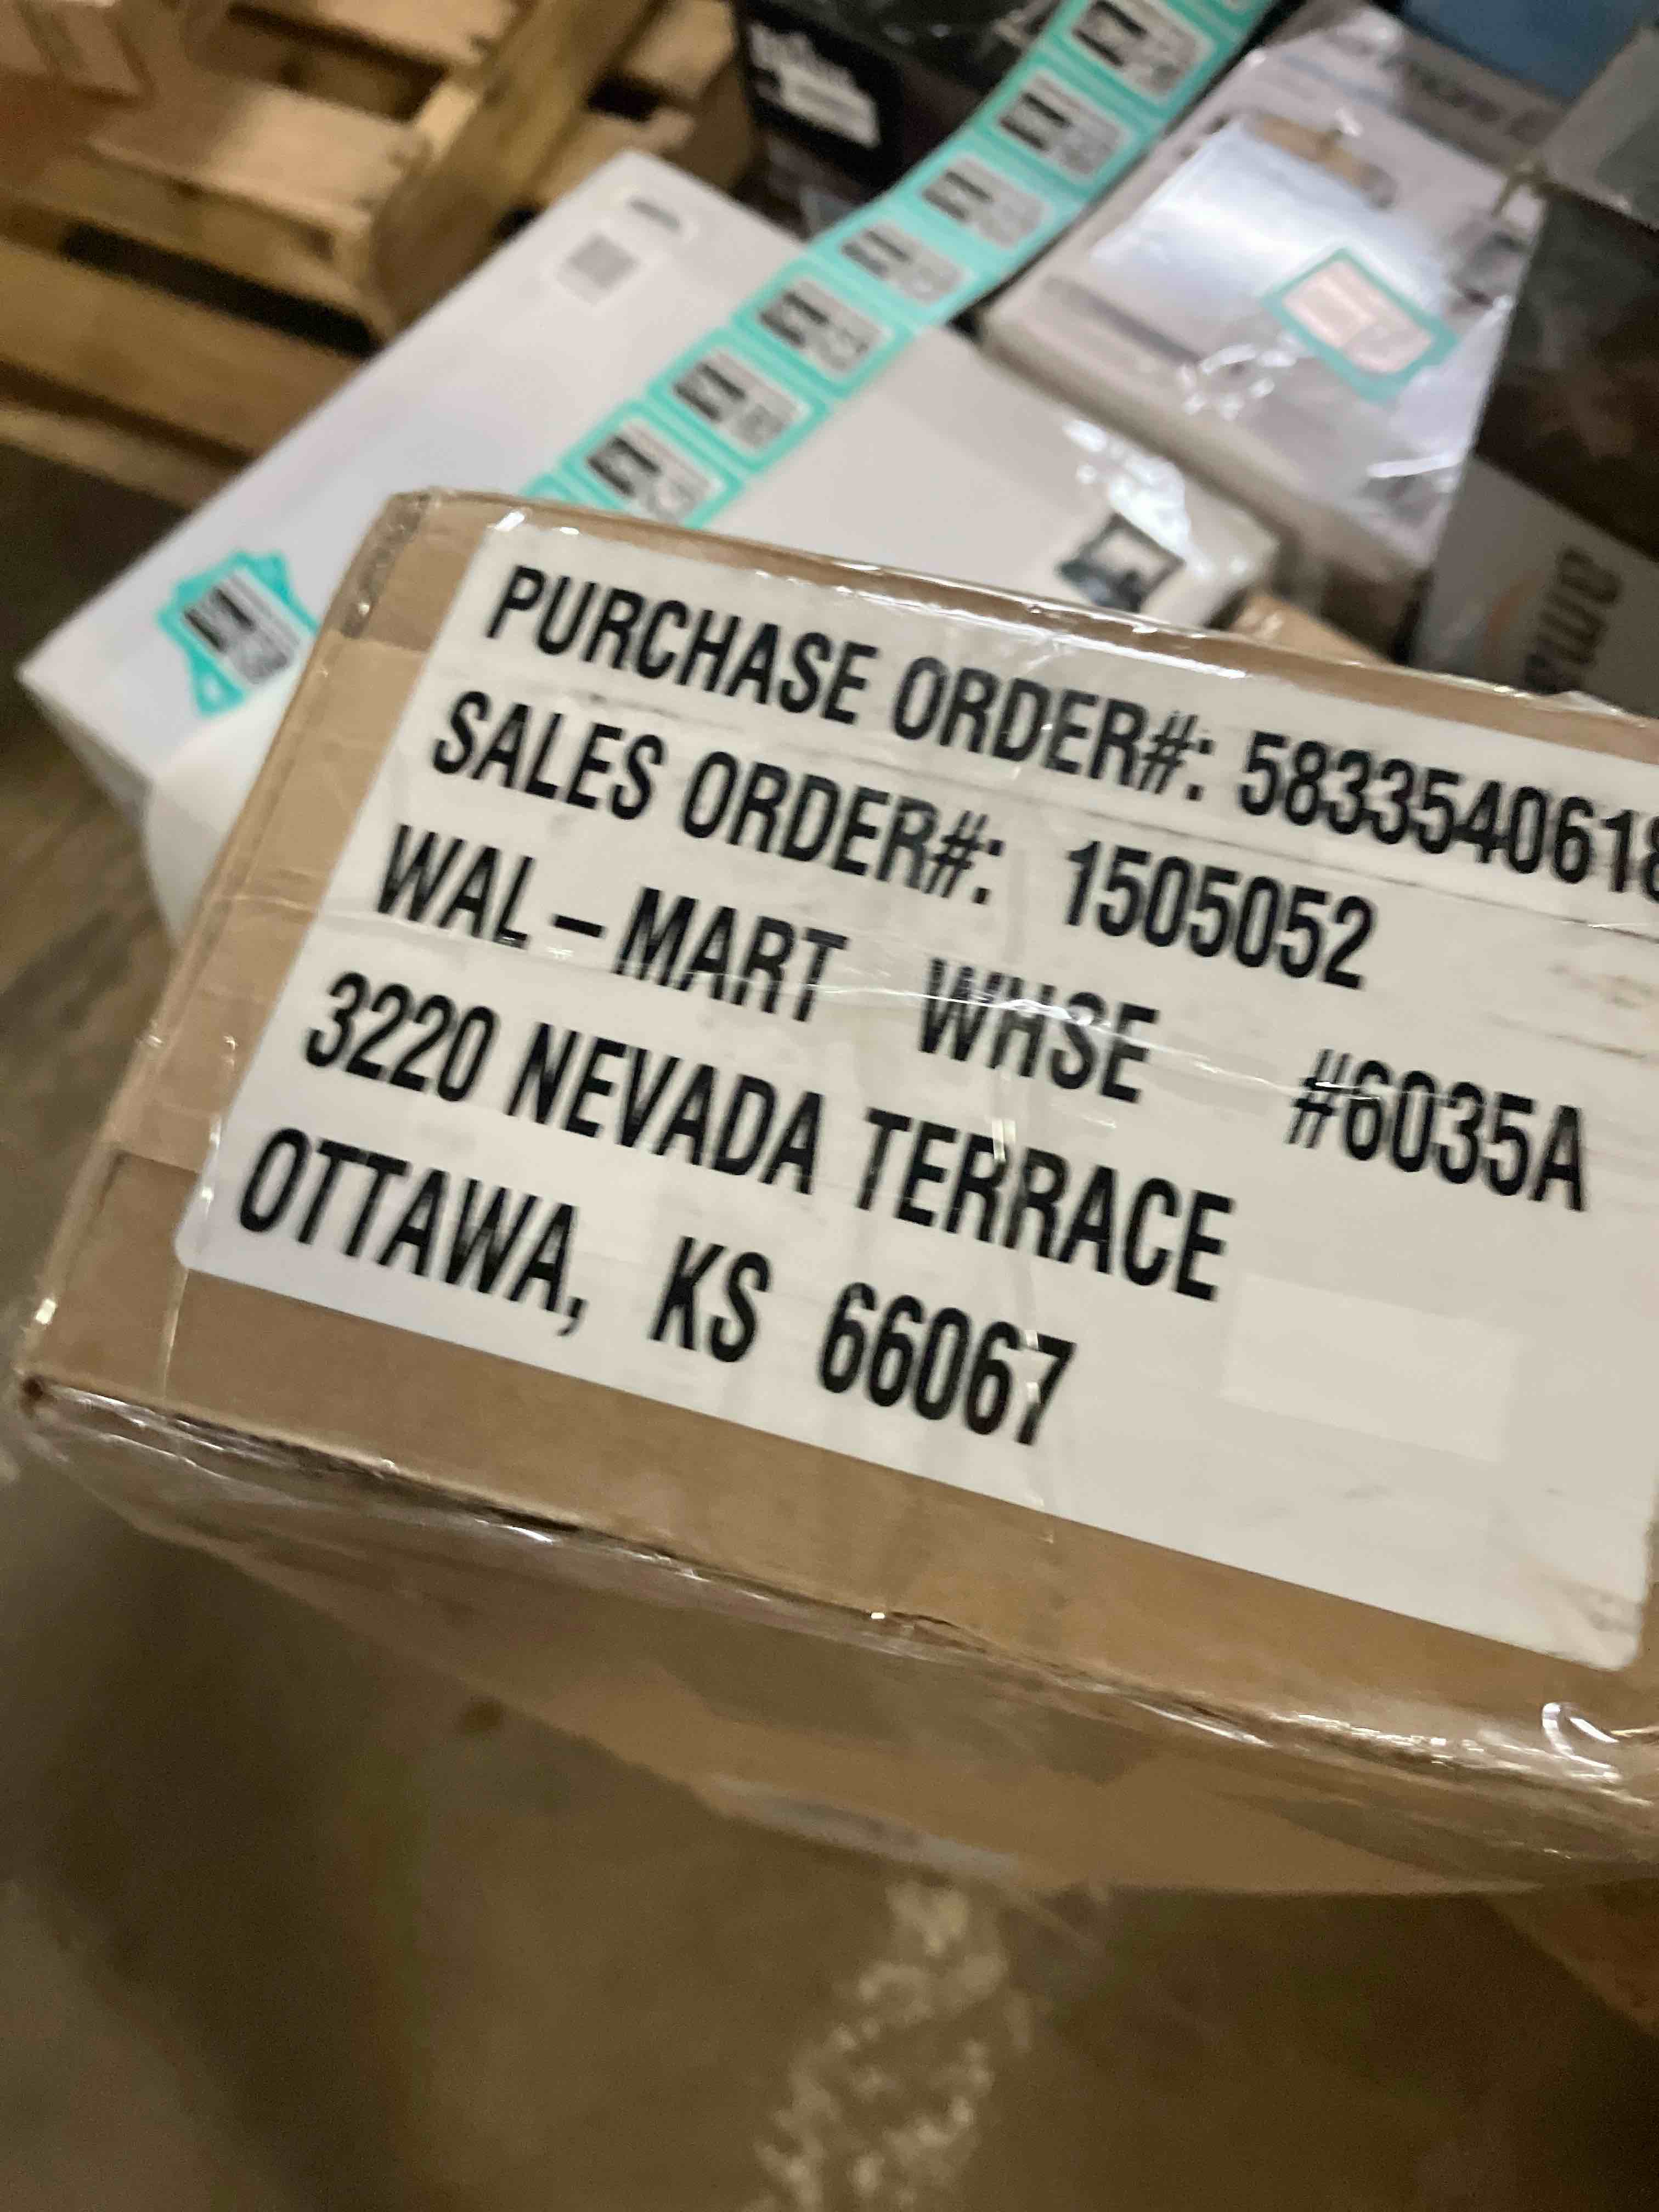 PURCHASE ORDER#: 5833540618
SALES ORDER#: 1505052
WAL-MART WHSE #6035A
3220 NEVADA TERRACE
OTTAWA, KS 66067